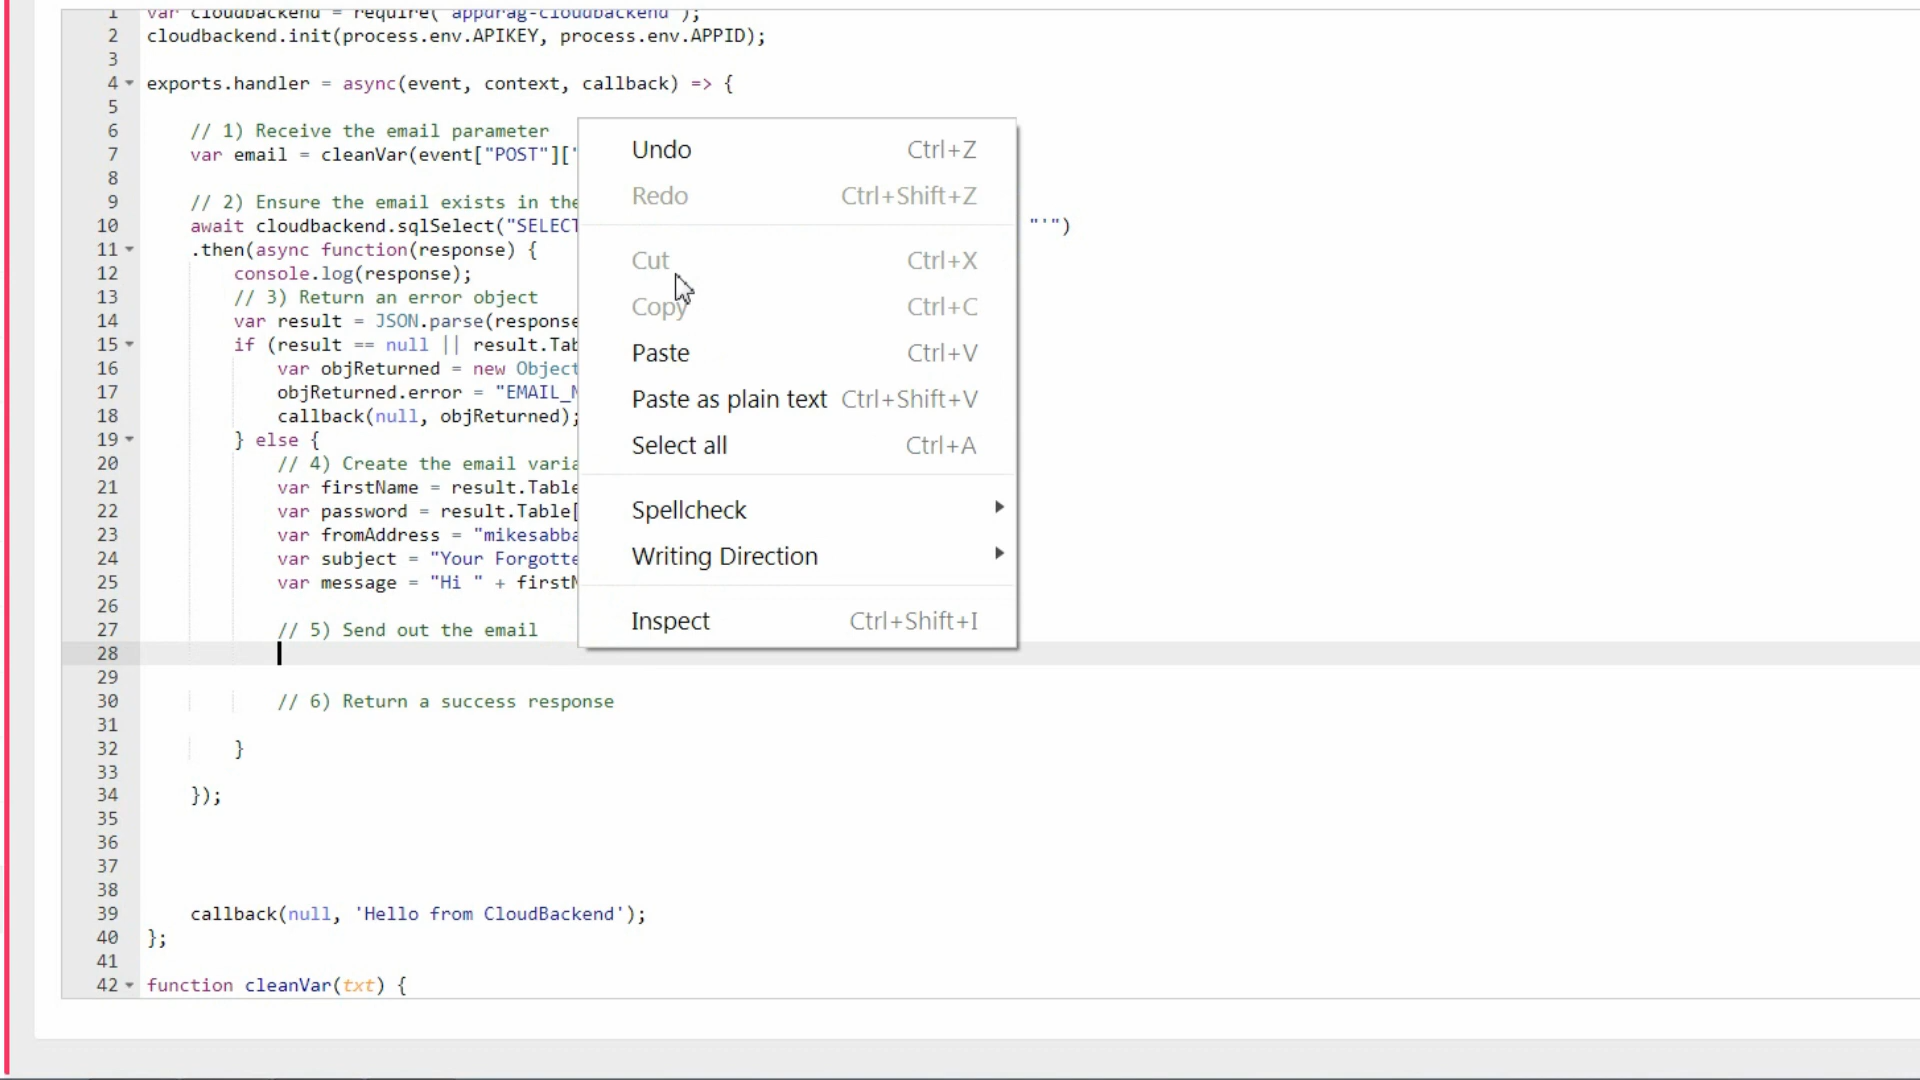 1 var cloudbackend = require( appdrag-cloudbackend );
2 cloudbackend.init(process.env.APIKEY, process.env.APPID);
3
4 exports.handler = async(event, context, callback) => {
5
6 // 1) Receive the email parameter
7 var email = cleanVar(event["POST"]['
8
9 // 2) Ensure the email exists in the
10 await cloudbackend.sqlSelect("SELECT "'")
11 .then(async function(response) {
12 console.log(response);
13 // 3) Return an error object
14 var result = JSON.parse(response
15 if (result == null || result.Tab
16 var objReturned = new Object
17 objReturned.error = "EMAIL_N
18 callback(null, objReturned);
19 } else {
20 // 4) Create the email varia
21 var firstName = result.Table
22 var password = result.Table[
23 var fromAddress = "mikesabba
24 var subject = "Your Forgotte
25 var message = "Hi " + firstN
26
27 // 5) Send out the email
28
29
30 // 6) Return a success response
31
32 }
33
34 });
35
36
37
38
39 callback(null, 'Hello from CloudBackend');
40 };
41
42 function cleanVar(txt) {
Undo Ctrl+Z
Redo Ctrl+Shift+Z
Cut Ctrl+X
Copy Ctrl+C
Paste Ctrl+V
Paste as plain text Ctrl+Shift+V
Select all Ctrl+A
Spellcheck
Writing Direction
Inspect Ctrl+Shift+I